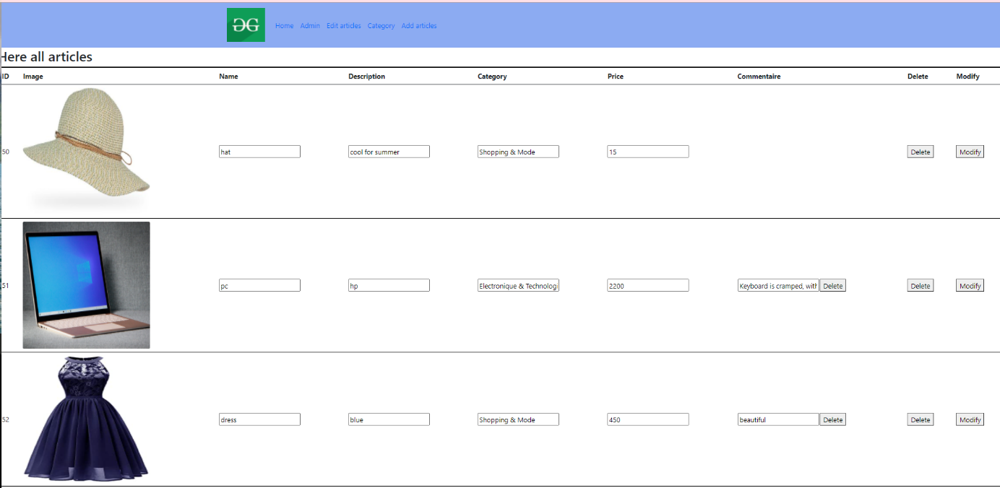 GG
Home Admin Edit articles Category Add articles
Here all articles
ID Image Name Description Category Price Commentaire Delete Modify
50 hat cool for summer Shopping & Mode 15 Delete Modify
51 pc hp Electronique & Technologi 2200 Keyboard is cramped, with Delete Delete Modify
52 dress blue Shopping & Mode 450 beautiful Delete Delete Modify